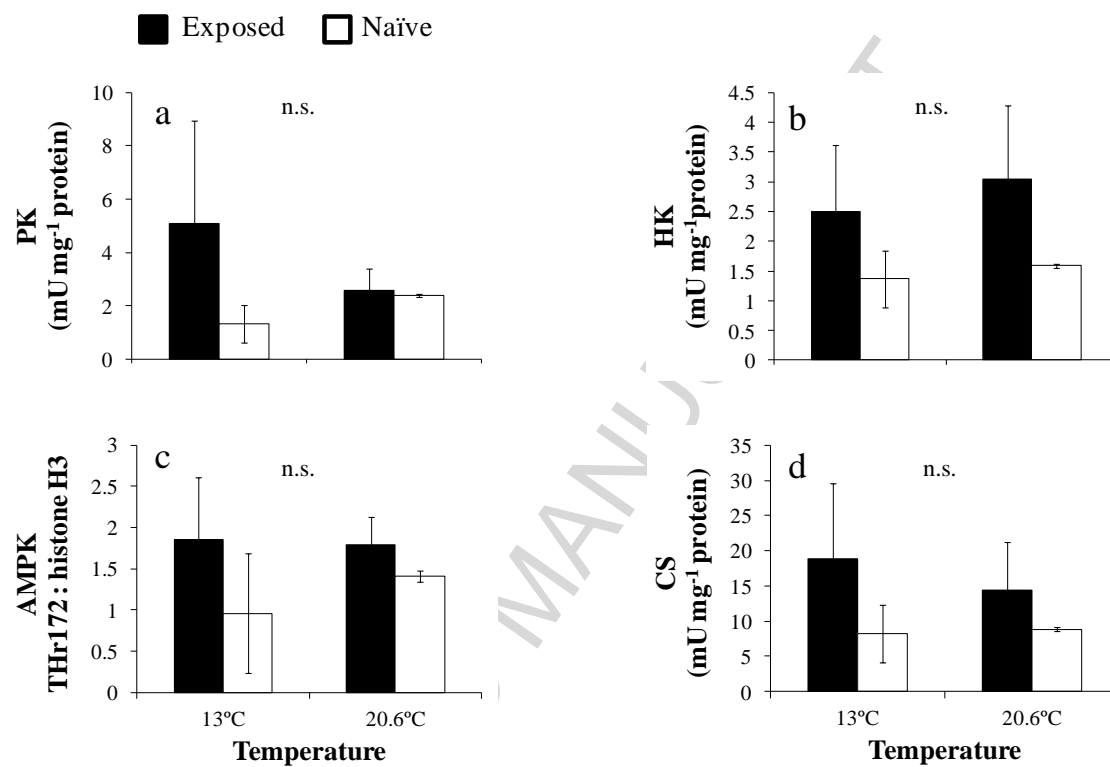 Exposed Naïve
a
n.s.
PK
(mU mg-1 protein)
10
8
6
4
2
0
b
n.s.
HK
(mU mg-1protein)
4.5
4
3.5
3
2.5
2
1.5
1
0.5
0
c
n.s.
AMPK
THr172 : histone H3
3
2.5
2
1.5
1
0.5
0
13ºC 20.6ºC
Temperature
d
n.s.
CS
(mU mg-1 protein)
35
30
25
20
15
10
5
0
13ºC 20.6ºC
Temperature